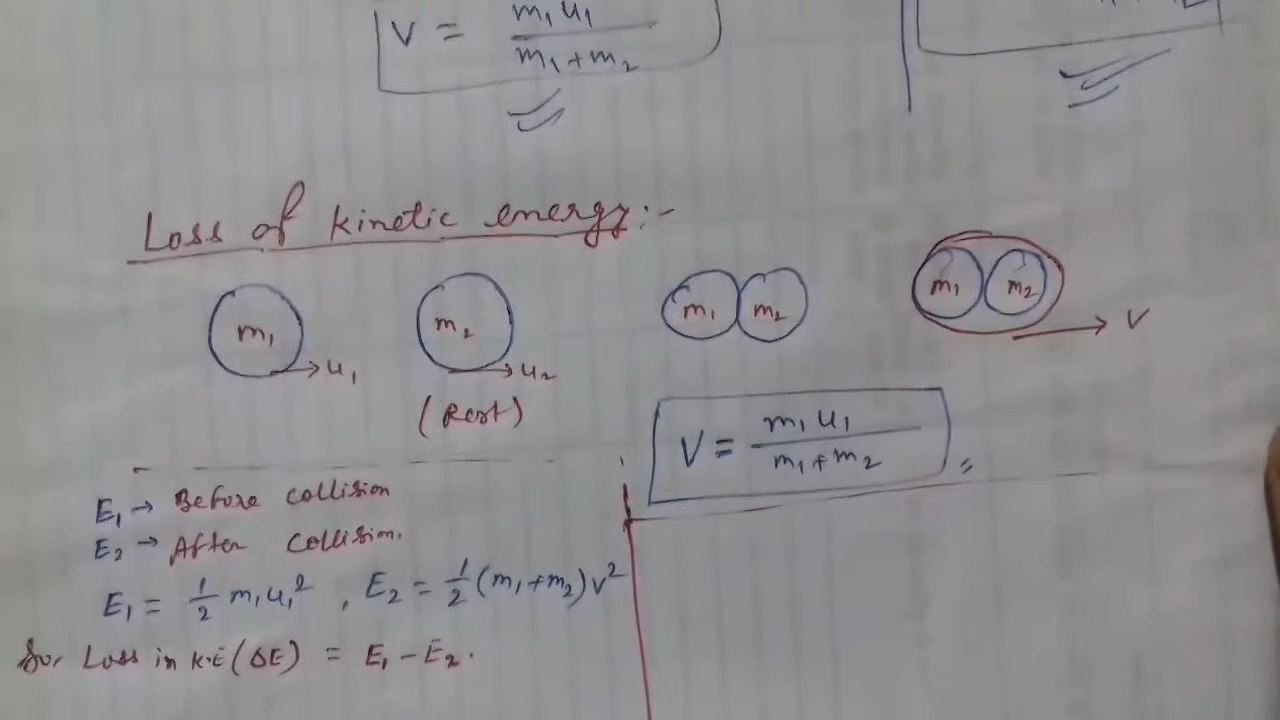 V = m₁u₁ / m₁+m₂
Loss of kinetic energy:-
m₁ m₂ m₁ m₂ m₁ m₂
→u₁ →u₂ → V
(Rest)
V = m₁u₁ / m₁+m₂
E₁ → Before collision
E₂ → After collision.
E₁ = 1/2 m₁u₁² , E₂ = 1/2 (m₁+m₂)v²
for Loss in K.E (ΔE) = E₁ - E₂.